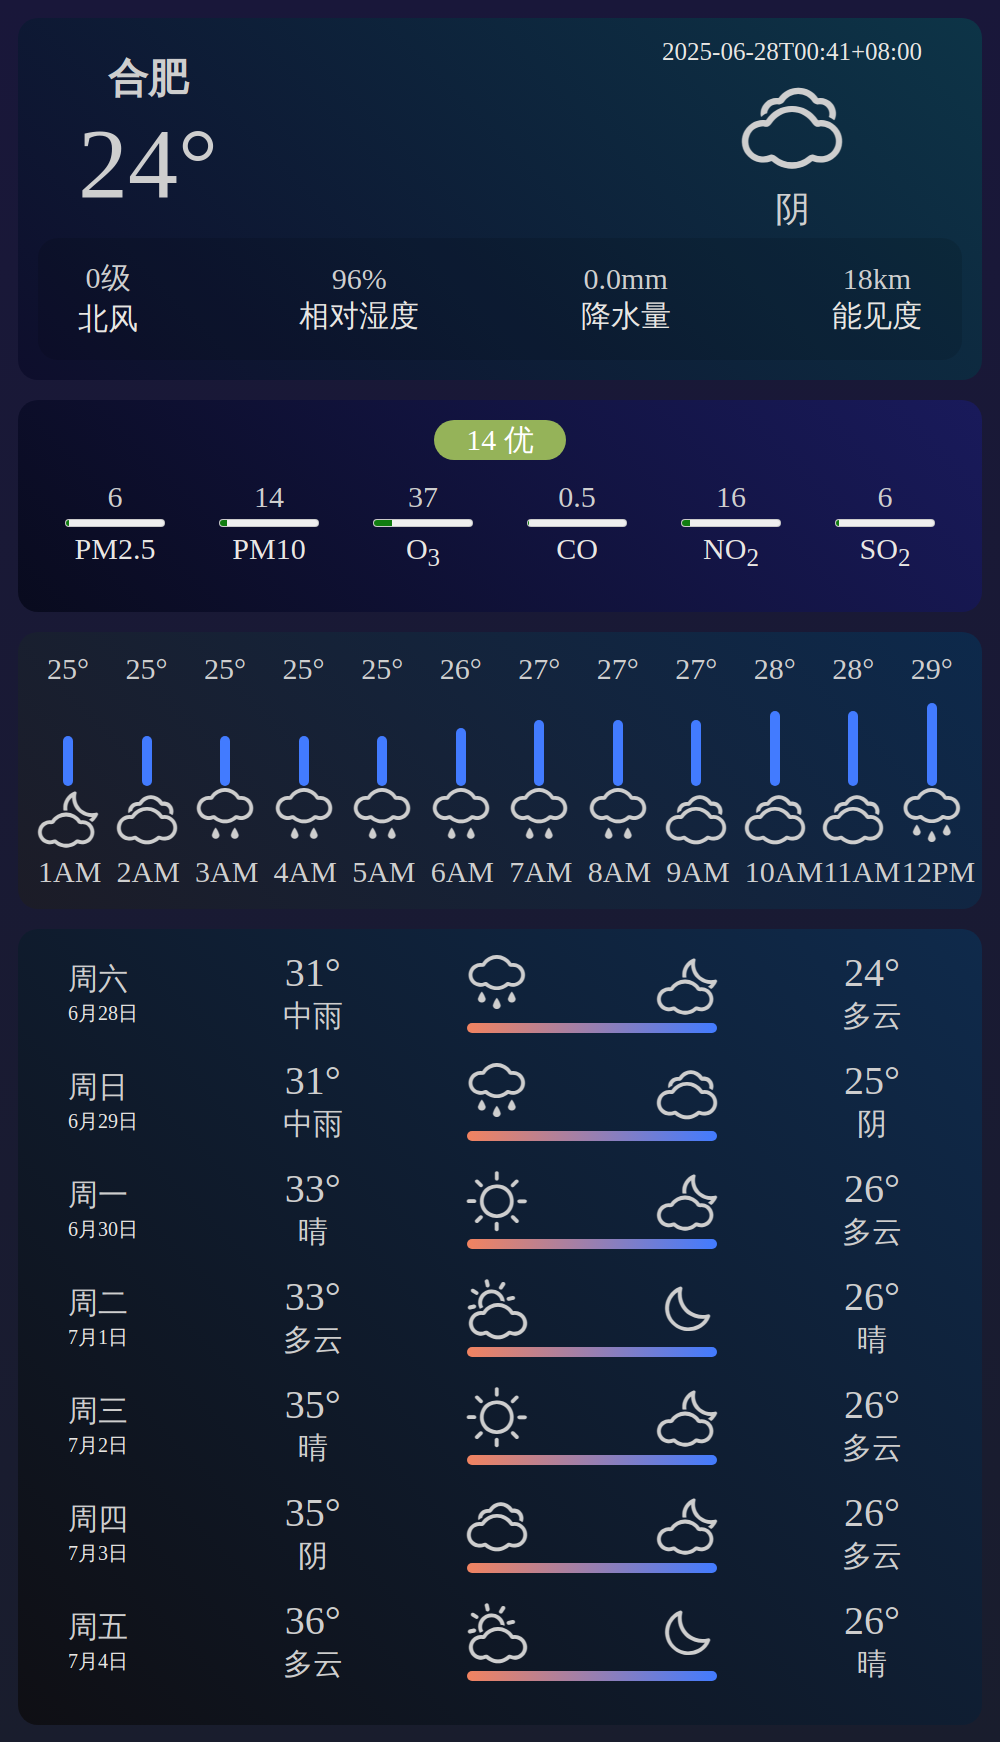 合肥
24°
2025-06-28T00:41+08:00
阴
0级 96% 0.0mm 18km
北风 相对湿度 降水量 能见度
14 优
6 14 37 0.5 16 6
PM2.5 PM10 O3 CO NO2 SO2
25° 25° 25° 25° 25° 26° 27° 27° 27° 28° 28° 29°
1AM 2AM 3AM 4AM 5AM 6AM 7AM 8AM 9AM 10AM 11AM 12PM
周六 31° 24°
6月28日 中雨 多云
周日 31° 25°
6月29日 中雨 阴
周一 33° 26°
6月30日 晴 多云
周二 33° 26°
7月1日 多云 晴
周三 35° 26°
7月2日 晴 多云
周四 35° 26°
7月3日 阴 多云
周五 36° 26°
7月4日 多云 晴